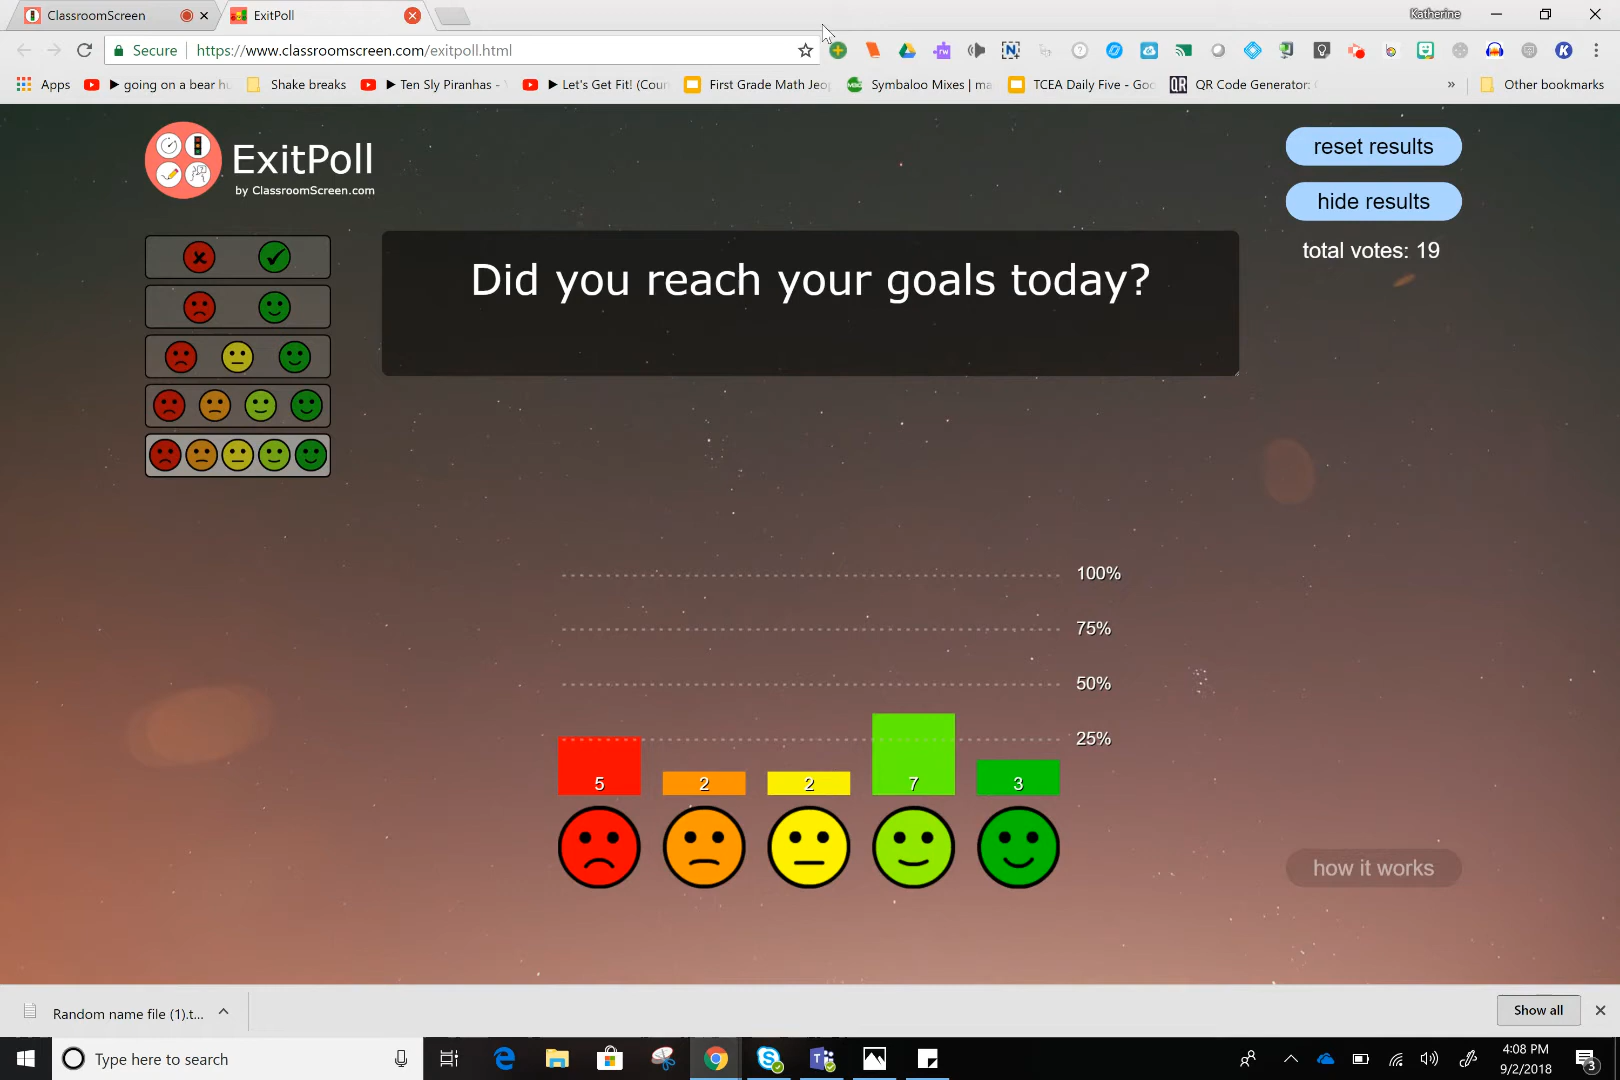 ClassroomScreen
ExitPoll
Katherine
Secure
https://www.classroomscreen.com/exitpoll.html
Apps
going on a bear hu
Shake breaks
Ten Sly Piranhas -
Let's Get Fit! (Coun
First Grade Math Jeop
Symbaloo Mixes | ma
TCEA Daily Five - Goo
QR Code Generator:
»
Other bookmarks
ExitPoll
by ClassroomScreen.com
reset results
hide results
total votes: 19
Did you reach your goals today?
100%
75%
50%
25%
5
2
2
7
3
how it works
Random name file (1).t...
Show all
Type here to search
4:08 PM
9/2/2018
3